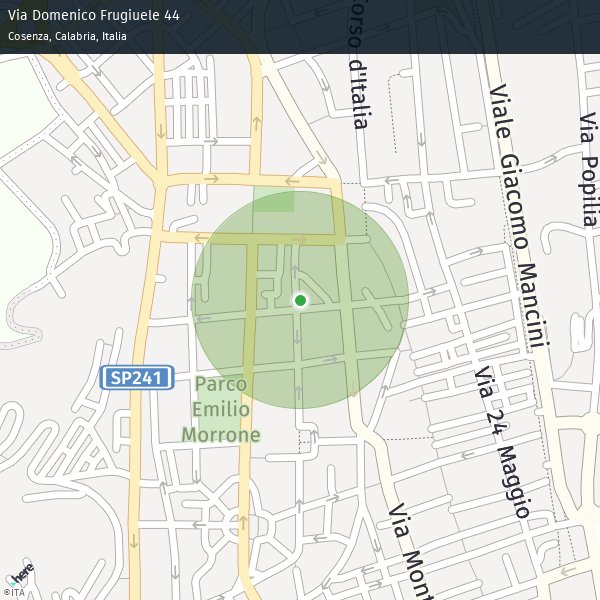 Via Domenico Frugiuele 44
Cosenza, Calabria, Italia
Corso d'Italia
Viale Giacomo Mancini
Via Popilia
SP241
Parco
Emilio
Morrone
Via 24 Maggio
Via Mont
here
©ITA